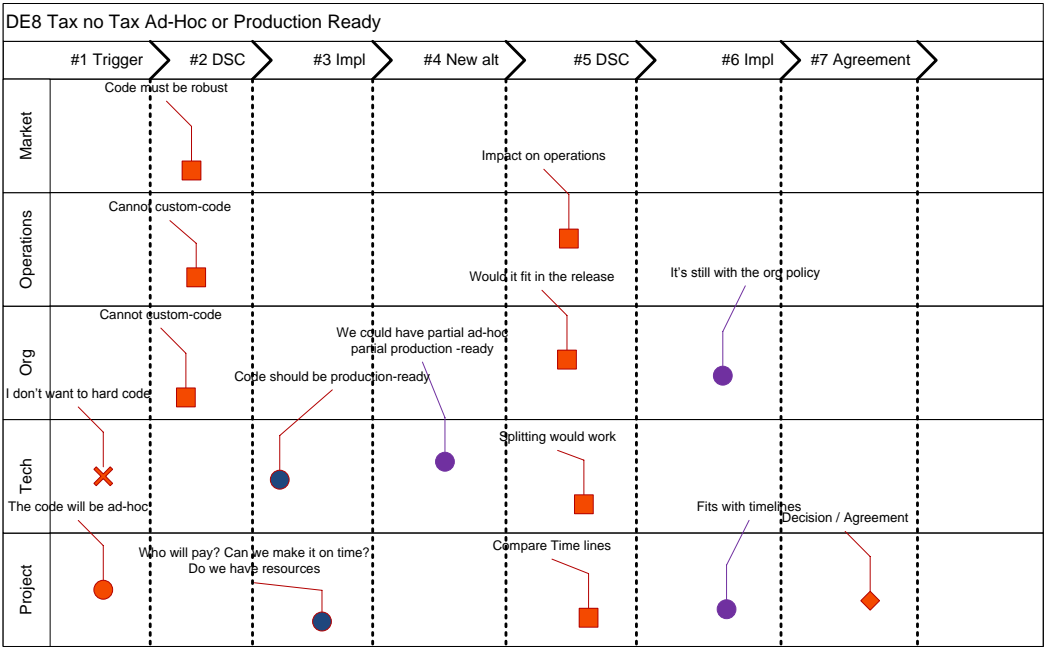 DE8 Tax no Tax Ad-Hoc or Production Ready
#1 Trigger
#2 DSC
#3 Impl
#4 New alt
#5 DSC
#6 Impl
#7 Agreement
Market
Code must be robust
Impact on operations
Operations
Cannot custom-code
Would it fit in the release
It's still with the org policy
Org
Cannot custom-code
We could have partial ad-hoc
partial production -ready
Code should be production-ready
I don't want to hard code
Tech
Splitting would work
The code will be ad-hoc
Fits with timelines
Decision / Agreement
Project
Who will pay? Can we make it on time?
Do we have resources
Compare Time lines